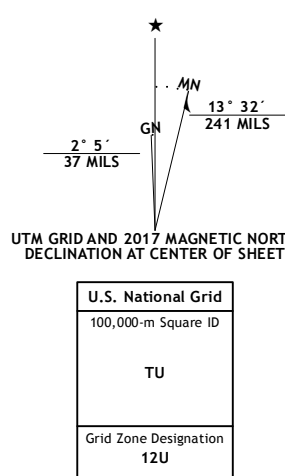 ★
MN
GN
13° 32´
241 MILS
2° 5´
37 MILS
UTM GRID AND 2017 MAGNETIC NORT
DECLINATION AT CENTER OF SHEET
U.S. National Grid
100,000-m Square ID
TU
Grid Zone Designation
12U